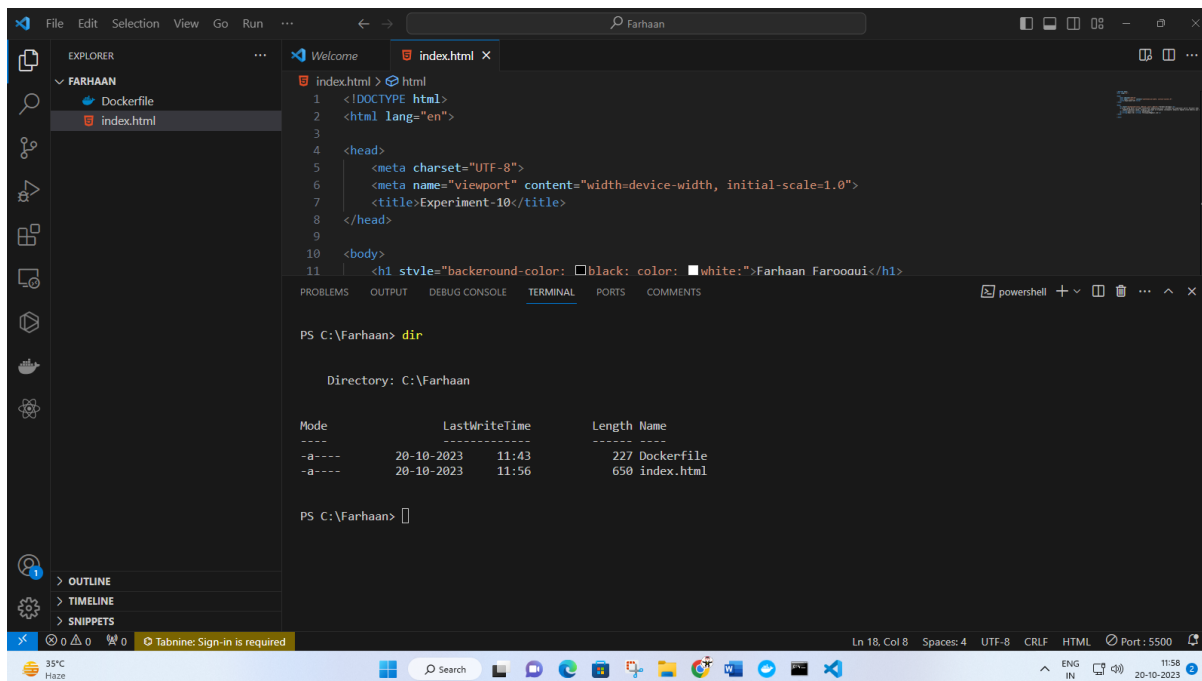 File Edit Selection View Go Run ··· ← → Farhaan
EXPLORER ···
FARHAAN
Dockerfile
index.html
Welcome index.html ×
index.html > html
1 <!DOCTYPE html>
2 <html lang="en">
3
4 <head>
5 <meta charset="UTF-8">
6 <meta name="viewport" content="width=device-width, initial-scale=1.0">
7 <title>Experiment-10</title>
8 </head>
9
10 <body>
11 <h1 style="background-color: black; color: white;">Farhaan Farooqui</h1>
PROBLEMS OUTPUT DEBUG CONSOLE TERMINAL PORTS COMMENTS powershell
PS C:\Farhaan> dir
Directory: C:\Farhaan
Mode LastWriteTime Length Name
---- ------------- ------ ----
-a---- 20-10-2023 11:43 227 Dockerfile
-a---- 20-10-2023 11:56 650 index.html
PS C:\Farhaan>
1
> OUTLINE
> TIMELINE
> SNIPPETS
0 0 0 Tabnine: Sign-in is required Ln 18, Col 8 Spaces: 4 UTF-8 CRLF HTML Port : 5500
35°C
Haze
Search
ENG
IN
11:58
20-10-2023
2